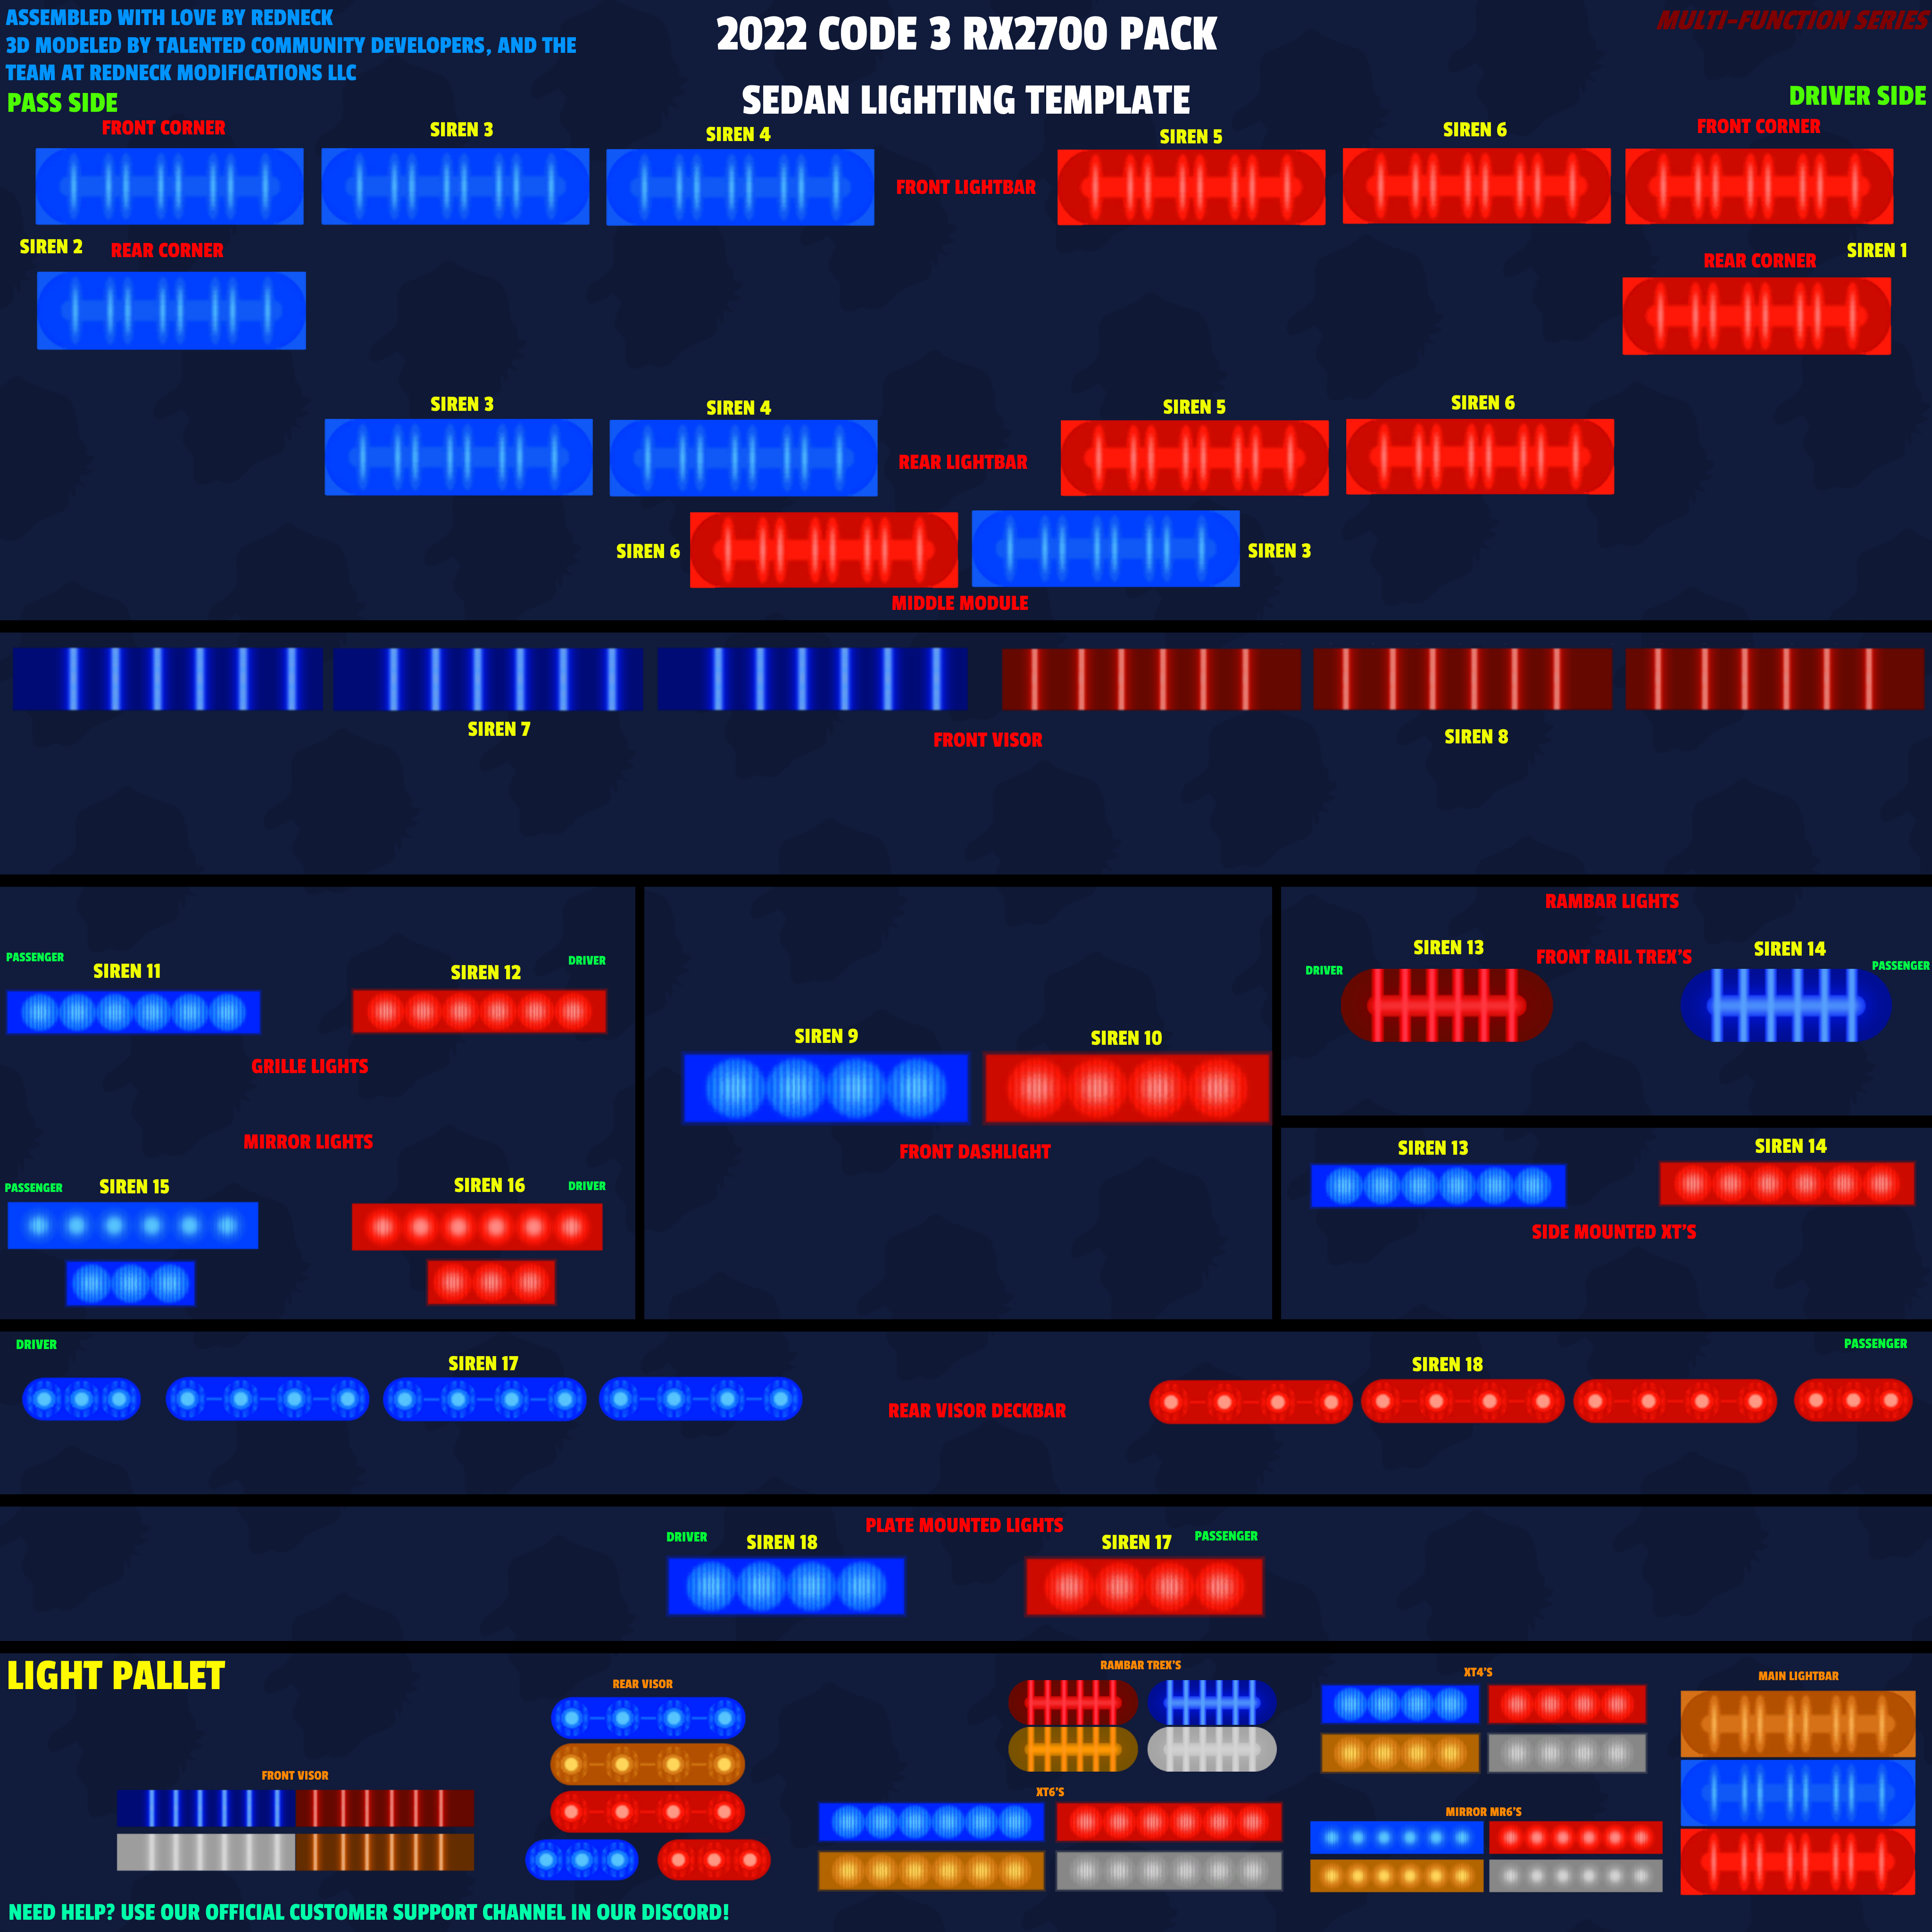 ASSEMBLED WITH LOVE BY REDNECK
3D MODELED BY TALENTED COMMUNITY DEVELOPERS, AND THE
TEAM AT REDNECK MODIFICATIONS LLC
2022 CODE 3 RX2700 PACK
MULTI-FUNCTION SERIES
SEDAN LIGHTING TEMPLATE
PASS SIDE
DRIVER SIDE
FRONT CORNER
SIREN 3
SIREN 4
SIREN 5
SIREN 6
FRONT CORNER
FRONT LIGHTBAR
SIREN 2
REAR CORNER
REAR CORNER
SIREN 1
SIREN 3
SIREN 4
SIREN 5
SIREN 6
REAR LIGHTBAR
SIREN 6
SIREN 3
MIDDLE MODULE
SIREN 7
FRONT VISOR
SIREN 8
PASSENGER
SIREN 11
SIREN 12
DRIVER
GRILLE LIGHTS
MIRROR LIGHTS
PASSENGER
SIREN 15
SIREN 16
DRIVER
SIREN 9
SIREN 10
FRONT DASHLIGHT
RAMBAR LIGHTS
DRIVER
SIREN 13
FRONT RAIL TREX'S
SIREN 14
PASSENGER
SIREN 13
SIREN 14
SIDE MOUNTED XT'S
DRIVER
SIREN 17
REAR VISOR DECKBAR
SIREN 18
PASSENGER
PLATE MOUNTED LIGHTS
DRIVER
SIREN 18
SIREN 17
PASSENGER
LIGHT PALLET
FRONT VISOR
REAR VISOR
RAMBAR TREX'S
XT6'S
XT4'S
MIRROR MR6'S
MAIN LIGHTBAR
NEED HELP? USE OUR OFFICIAL CUSTOMER SUPPORT CHANNEL IN OUR DISCORD!